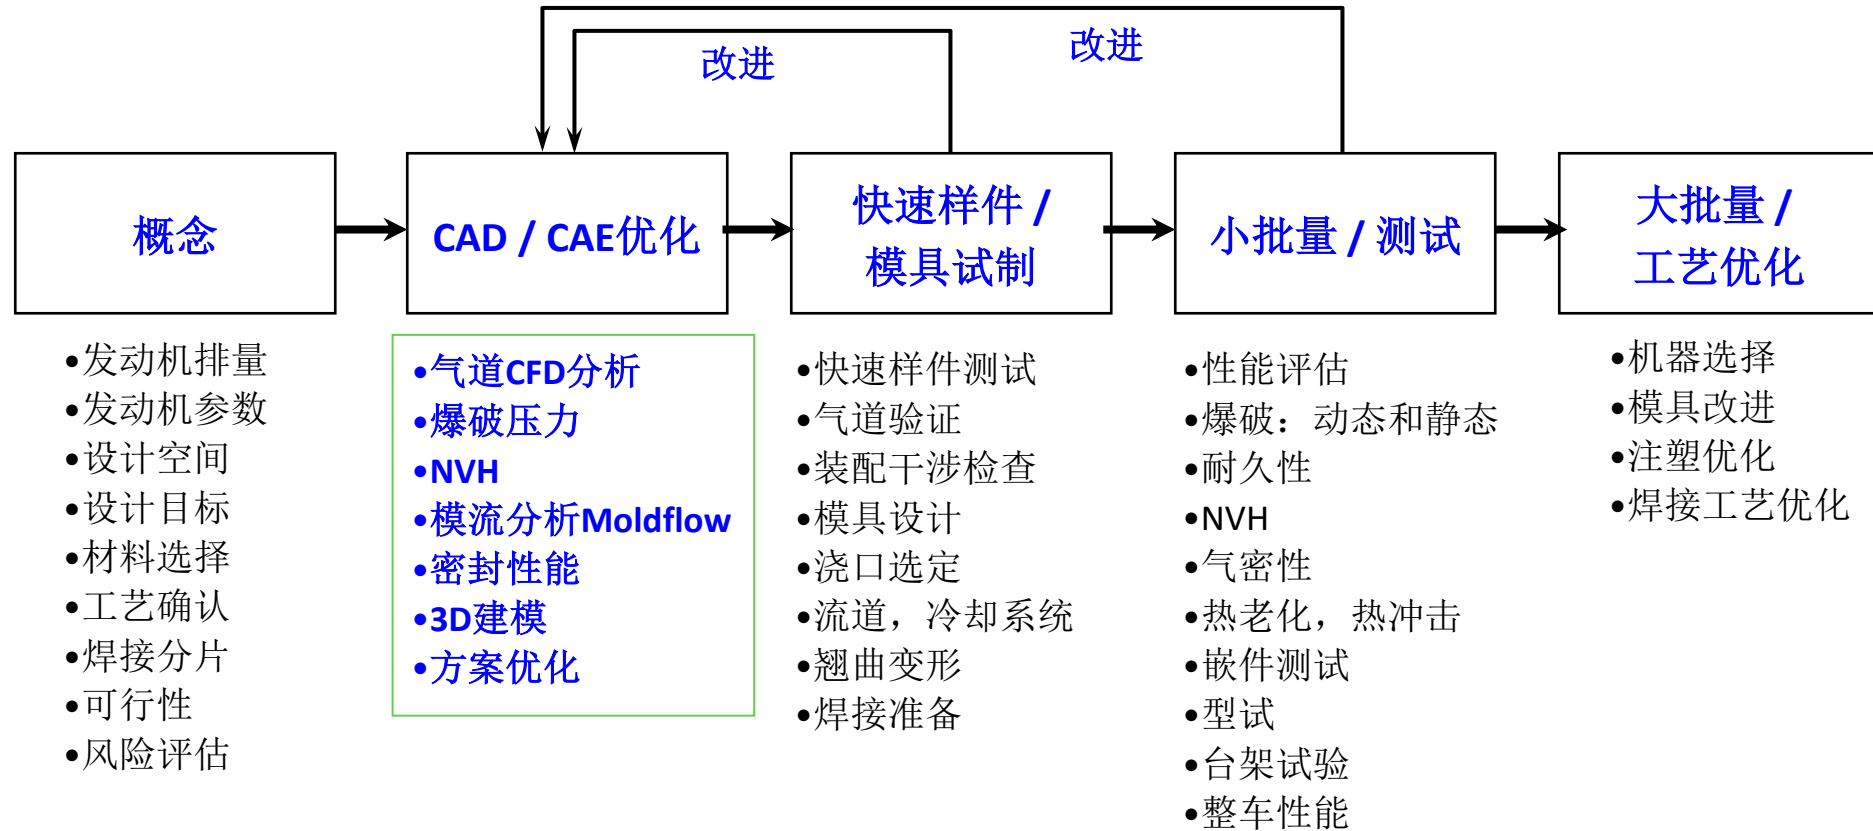 改进
改进
概念
CAD / CAE优化
快速样件 /
模具试制
小批量 / 测试
大批量 /
工艺优化
•发动机排量
•发动机参数
•设计空间
•设计目标
•材料选择
•工艺确认
•焊接分片
•可行性
•风险评估
•气道CFD分析
•爆破压力
•NVH
•模流分析Moldflow
•密封性能
•3D建模
•方案优化
•快速样件测试
•气道验证
•装配干涉检查
•模具设计
•浇口选定
•流道，冷却系统
•翘曲变形
•焊接准备
•性能评估
•爆破：动态和静态
•耐久性
•NVH
•气密性
•热老化，热冲击
•嵌件测试
•型试
•台架试验
•整车性能
•机器选择
•模具改进
•注塑优化
•焊接工艺优化